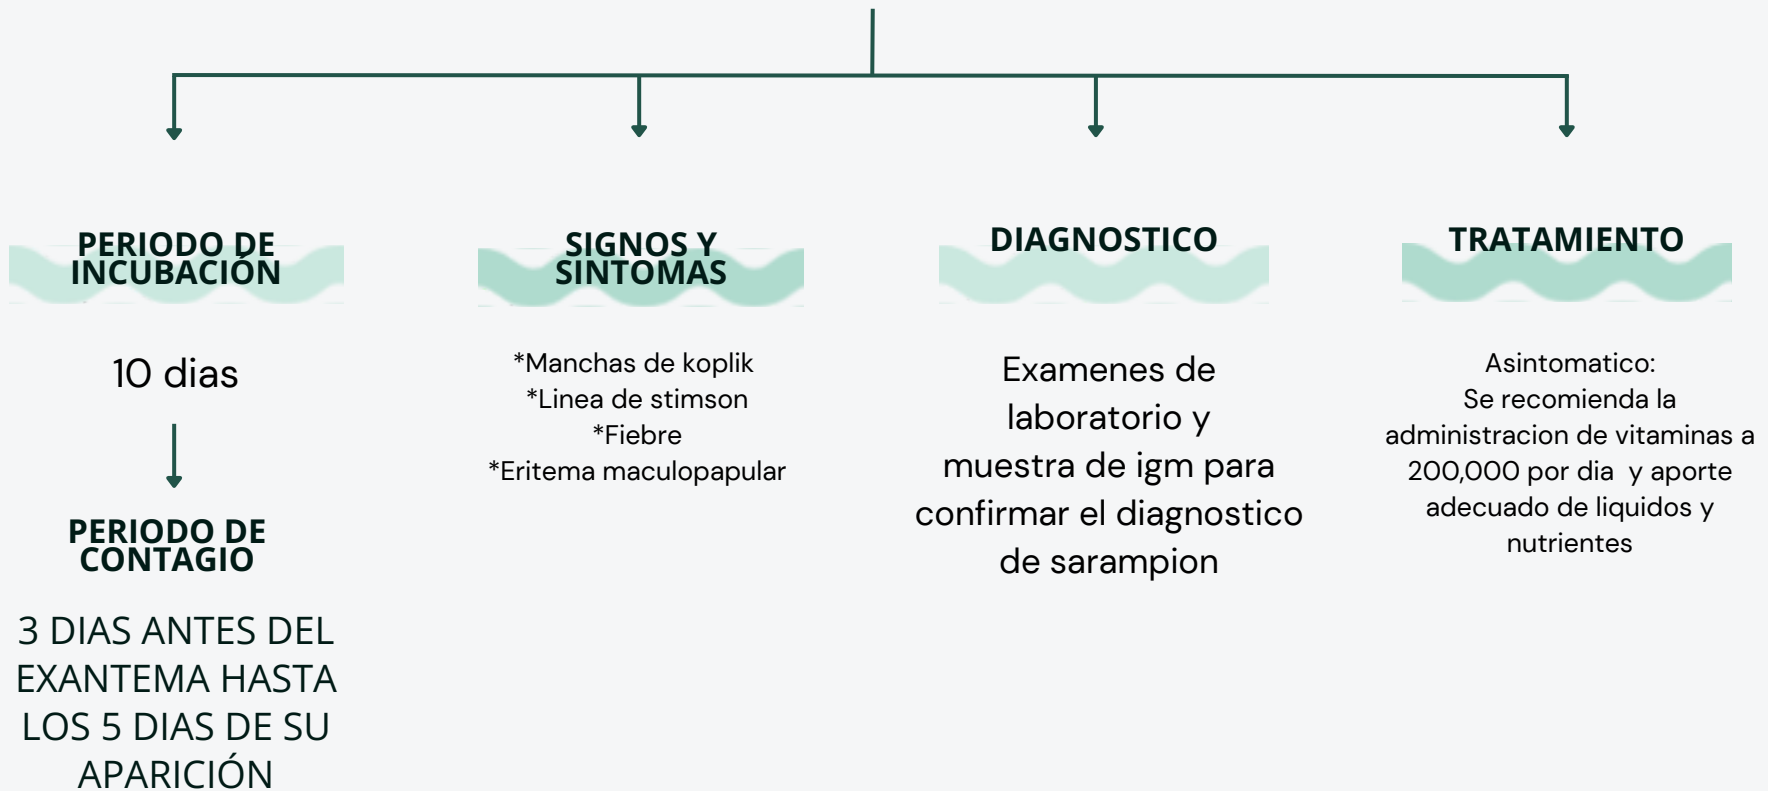 PERIODO DE
INCUBACIÓN
10 dias
PERIODO DE
CONTAGIO
3 DIAS ANTES DEL
EXANTEMA HASTA
LOS 5 DIAS DE SU
APARICIÓN
SIGNOS Y
SINTOMAS
*Manchas de koplik
*Linea de stimson
*Fiebre
*Eritema maculopapular
DIAGNOSTICO
Examenes de
laboratorio y
muestra de igm para
confirmar el diagnostico
de sarampion
TRATAMIENTO
Asintomatico:
Se recomienda la
administracion de vitaminas a
200,000 por dia  y aporte
adecuado de liquidos y
nutrientes